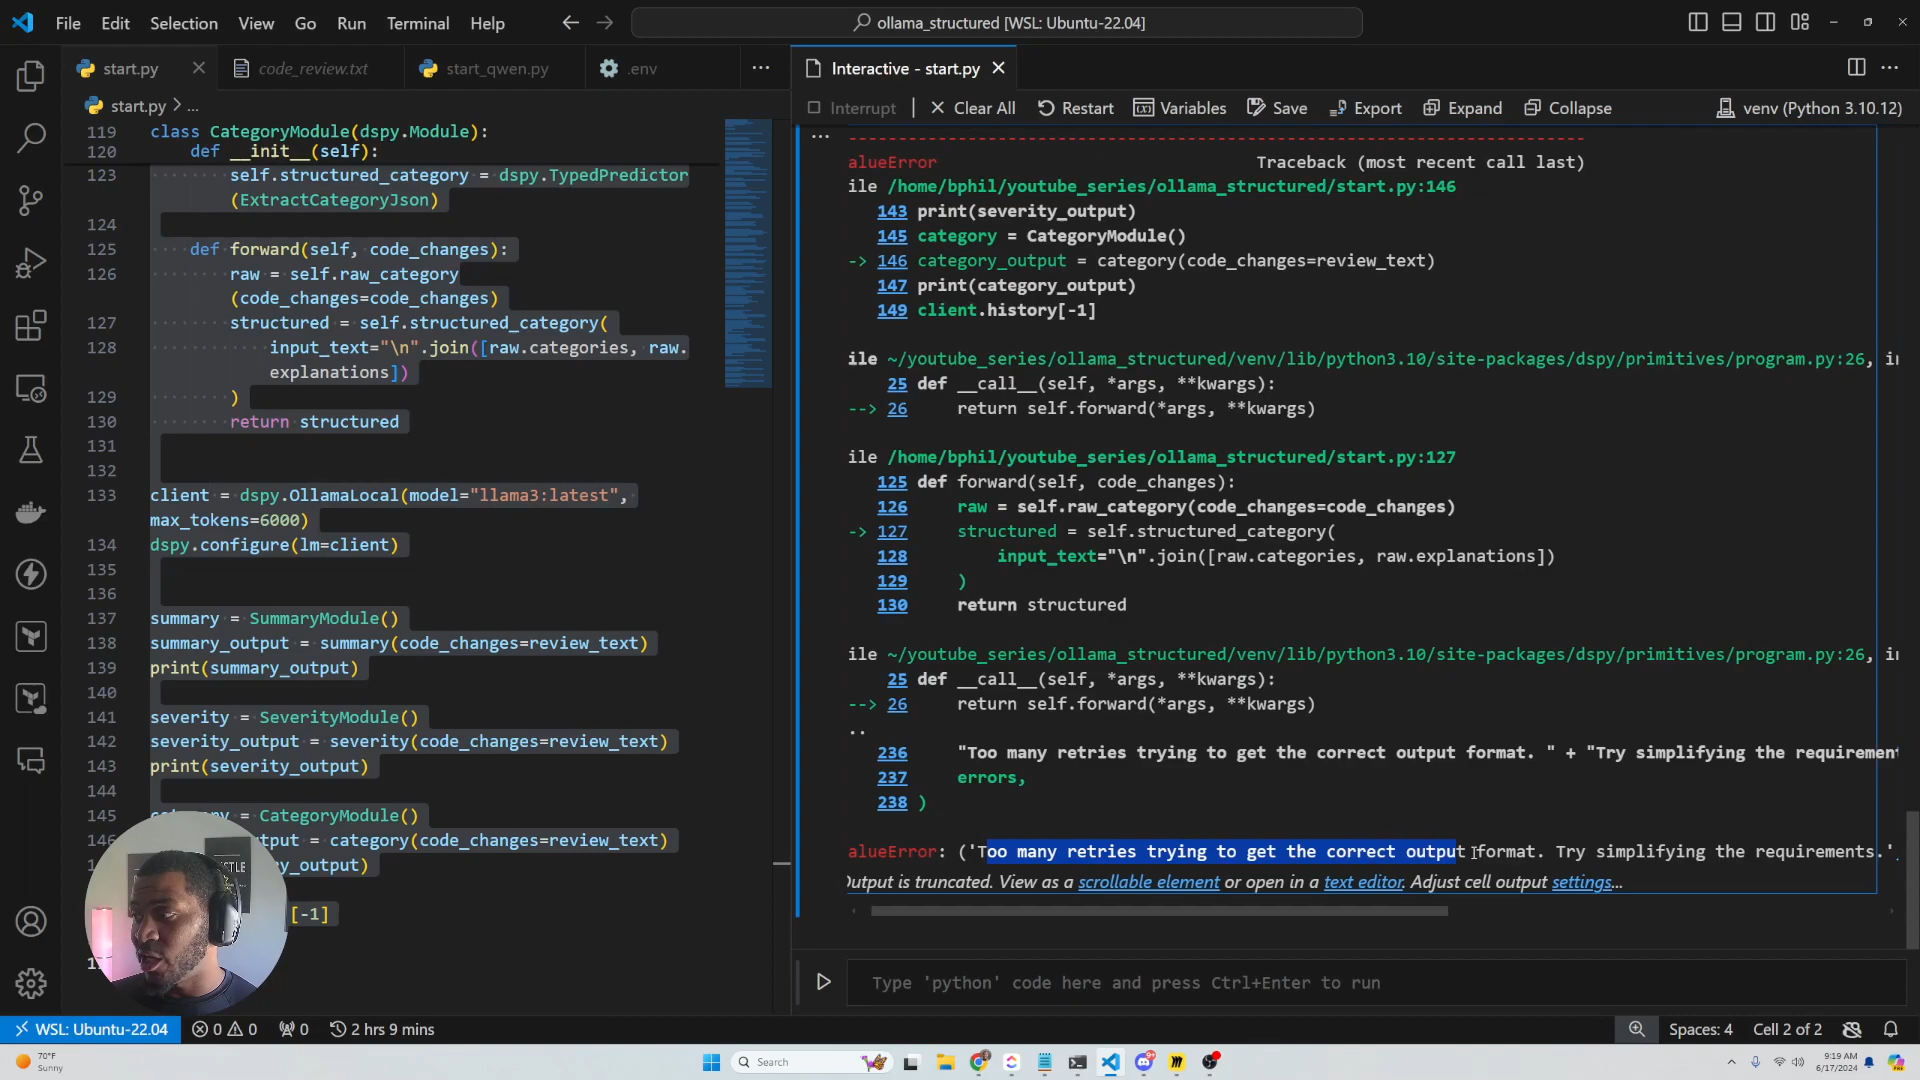 File Edit Selection View Go Run Terminal Help
ollama_structured [WSL: Ubuntu-22.04]
start.py
code_review.txt
start_qwen.py
.env
start.py > ...
119 class CategoryModule(dspy.Module):
120 def __init__(self):
123 self.structured_category = dspy.TypedPredictor
(ExtractCategoryJson)
124
125 def forward(self, code_changes):
126 raw = self.raw_category
(code_changes=code_changes)
127 structured = self.structured_category(
128 input_text="\n".join([raw.categories, raw.
explanations])
129 )
130 return structured
131
132
133 client = dspy.OllamaLocal(model="llama3:latest",
max_tokens=6000)
134 dspy.configure(lm=client)
135
136
137 summary = SummaryModule()
138 summary_output = summary(code_changes=review_text)
139 print(summary_output)
140
141 severity = SeverityModule()
142 severity_output = severity(code_changes=review_text)
143 print(severity_output)
144
145 = CategoryModule()
146 = category(code_changes=review_text)
[-1]
Interactive - start.py
Interrupt
Clear All
Restart
Variables
Save
Export
Expand
Collapse
venv (Python 3.10.12)
alueError Traceback (most recent call last)
ile /home/bphil/youtube_series/ollama_structured/start.py:146
143 print(severity_output)
145 category = CategoryModule()
-> 146 category_output = category(code_changes=review_text)
147 print(category_output)
149 client.history[-1]
ile ~/youtube_series/ollama_structured/venv/lib/python3.10/site-packages/dspy/primitives/program.py:26, i
25 def __call__(self, *args, **kwargs):
--> 26 return self.forward(*args, **kwargs)
ile /home/bphil/youtube_series/ollama_structured/start.py:127
125 def forward(self, code_changes):
126 raw = self.raw_category(code_changes=code_changes)
-> 127 structured = self.structured_category(
128 input_text="\n".join([raw.categories, raw.explanations])
129 )
130 return structured
ile ~/youtube_series/ollama_structured/venv/lib/python3.10/site-packages/dspy/primitives/program.py:26, i
25 def __call__(self, *args, **kwargs):
--> 26 return self.forward(*args, **kwargs)
..
236 "Too many retries trying to get the correct output format. " + "Try simplifying the requirement
237 errors,
238 )
alueError: ('Too many retries trying to get the correct output format. Try simplifying the requirements.',
Output is truncated. View as a scrollable element or open in a text editor. Adjust cell output settings...
Type 'python' code here and press Ctrl+Enter to run
WSL: Ubuntu-22.04
0 0
0
2 hrs 9 mins
Spaces: 4
Cell 2 of 2
70°F
Sunny
Search
9:19 AM
6/17/2024